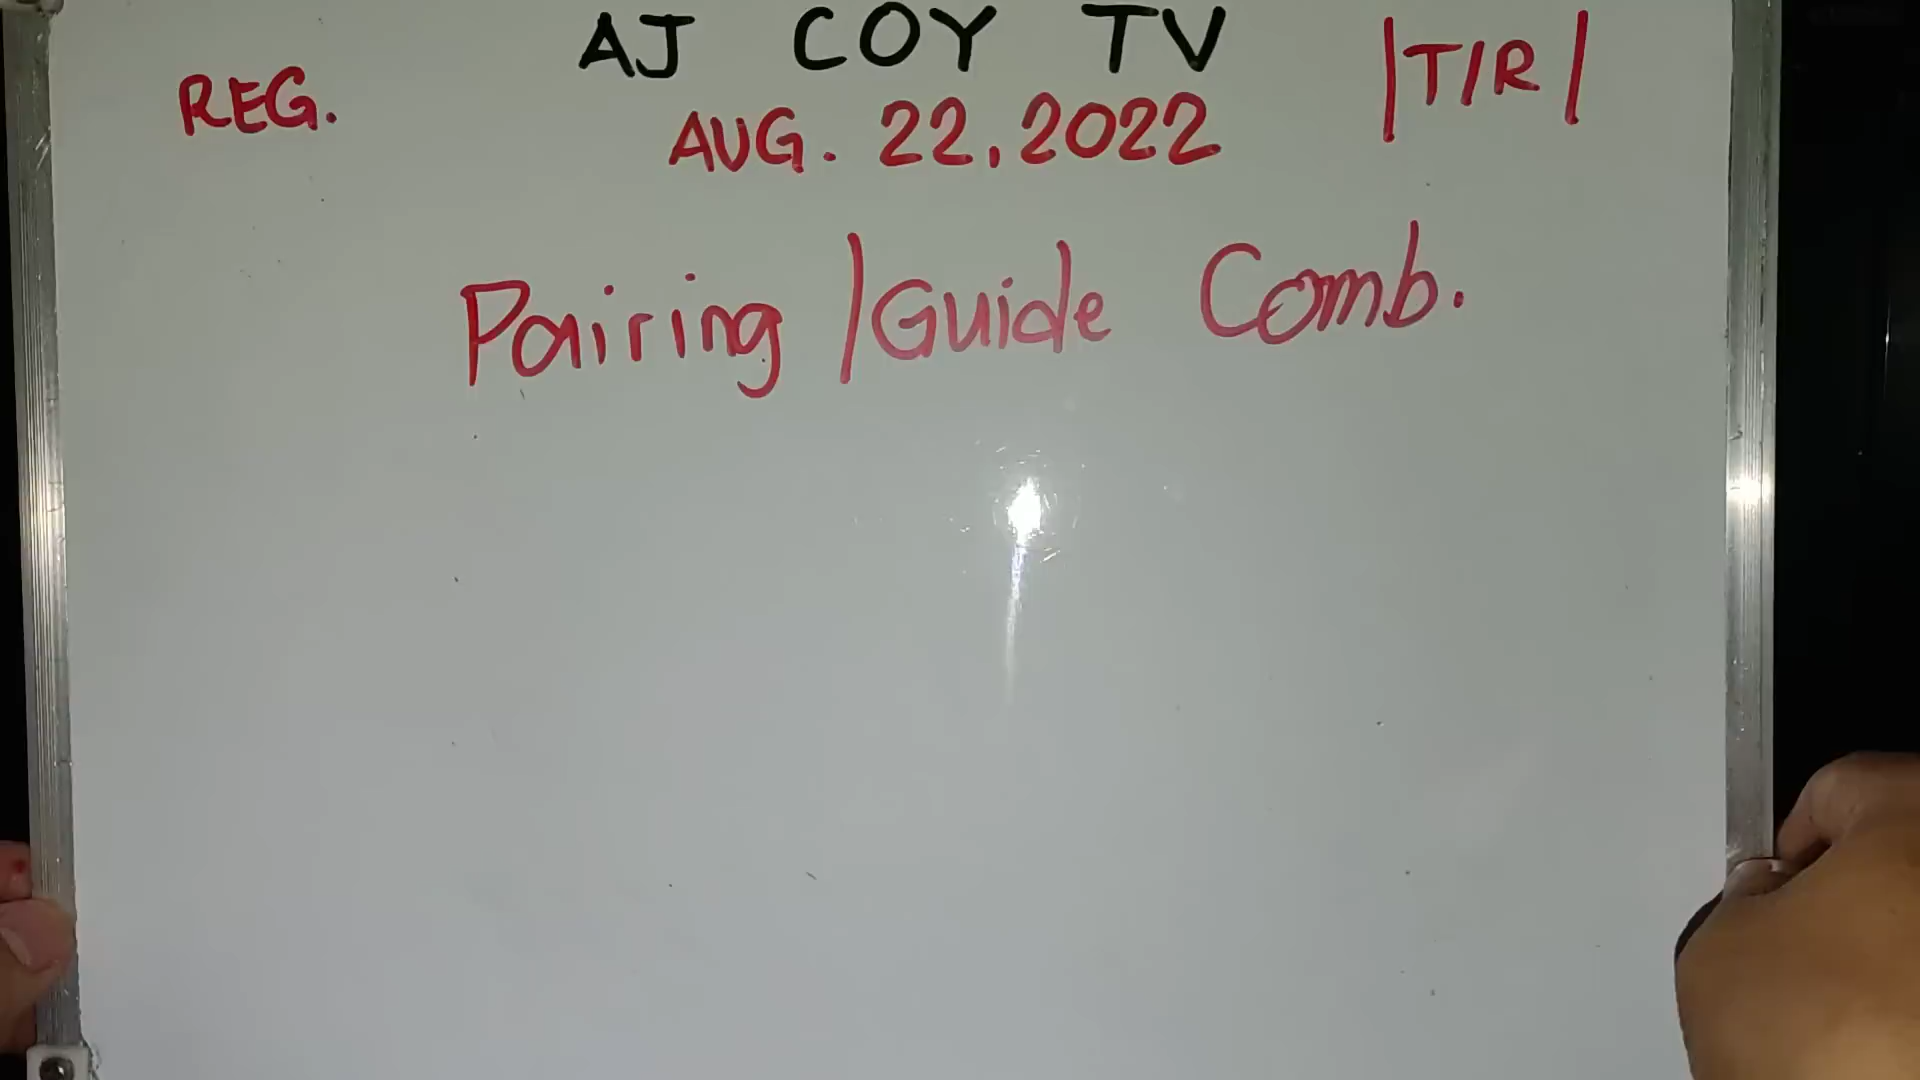 AJ COY TV
REG.
AUG. 22, 2022
|T/R|
Pairing /Guide Comb.